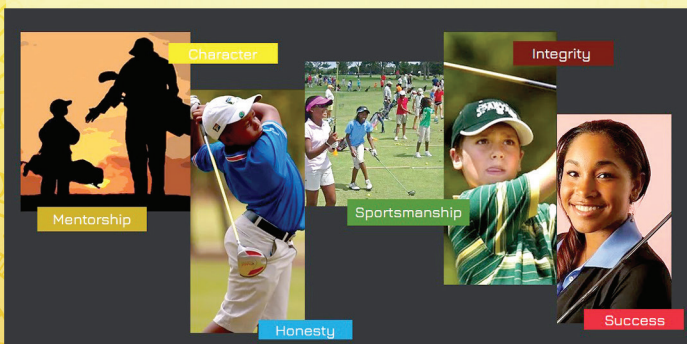 Character
Integrity
Mentorship
Sportsmanship
Honesty
Success